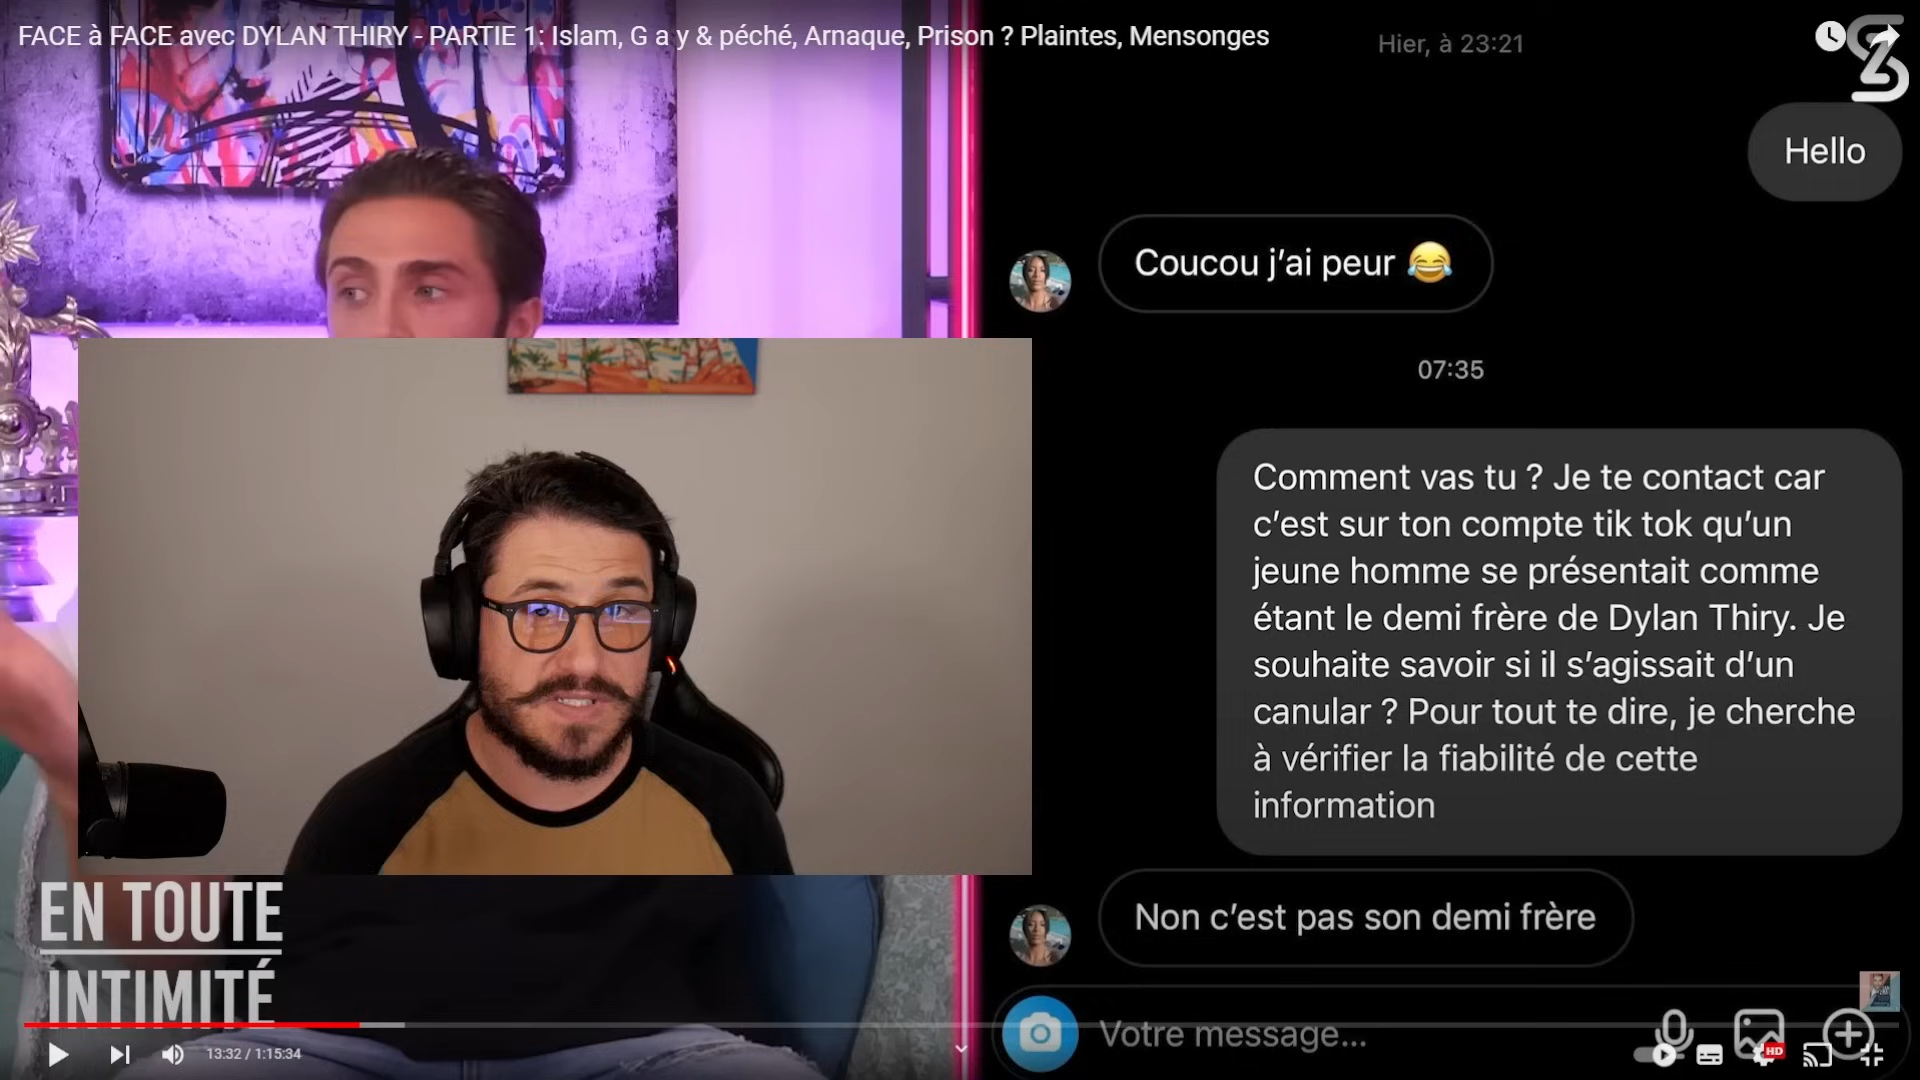 FACE à FACE avec DYLAN THIRY - PARTIE 1: Islam, G a y & péché, Arnaque, Prison ? Plaintes, Mensonges
Hier, à 23:21
Hello
Coucou j'ai peur 😂
07:35
Comment vas tu ? Je te contact car
c'est sur ton compte tik tok qu'un
jeune homme se présentait comme
étant le demi frère de Dylan Thiry. Je
souhaite savoir si il s'agissait d'un
canular ? Pour tout te dire, je cherche
à vérifier la fiabilité de cette
information
Non c'est pas son demi frère
Votre message...
EN TOUTE
INTIMITÉ
13:32 / 1:15:34
HD